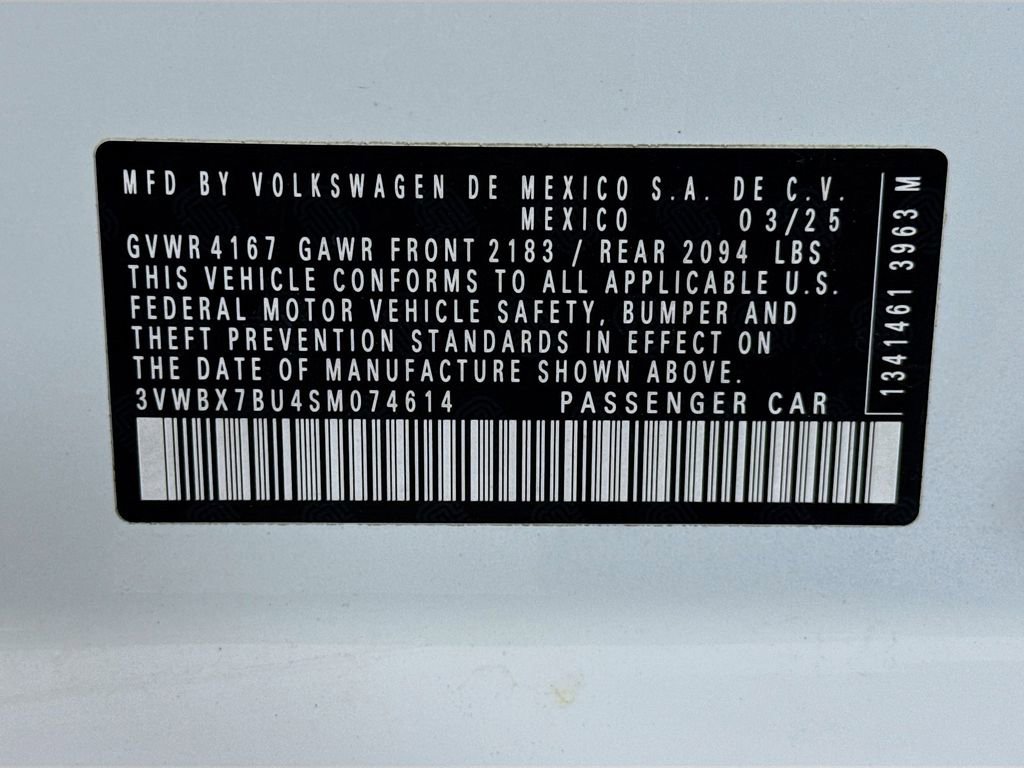 MFD BY VOLKSWAGEN DE MEXICO S.A. DE C.V.
MEXICO 03/25
GVWR 4167 GAWR FRONT 2183 / REAR 2094 LBS
THIS VEHICLE CONFORMS TO ALL APPLICABLE U.S.
FEDERAL MOTOR VEHICLE SAFETY, BUMPER AND
THEFT PREVENTION STANDARDS IN EFFECT ON
THE DATE OF MANUFACTURE SHOWN ABOVE.
3VWBX7BU4SM074614 PASSENGER CAR
1341461 3963 M